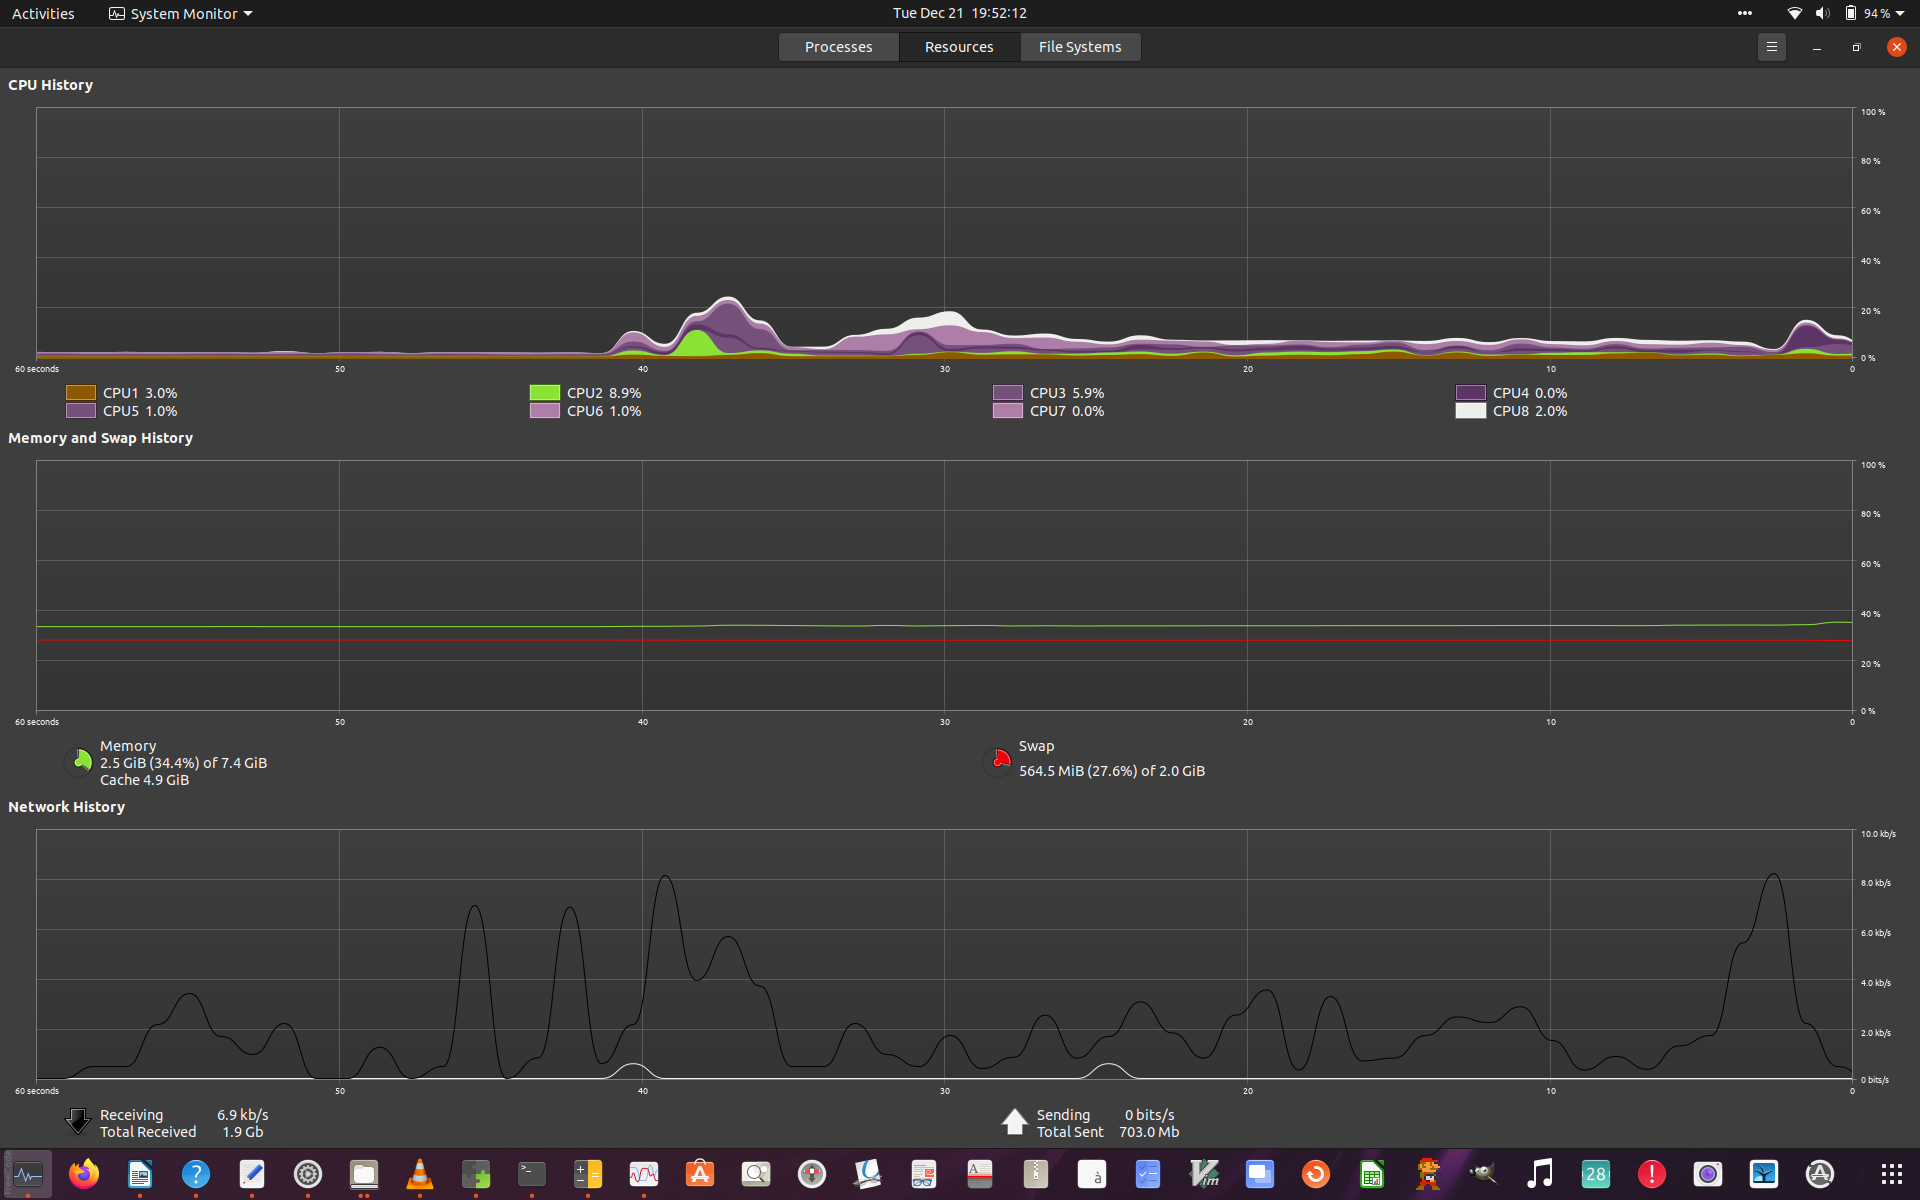 Activities
System Monitor
Tue Dec 21 19:52:12
94 %
Processes
Resources
File Systems
CPU History
100 %
80 %
60 %
40 %
20 %
0 %
60 seconds
50
40
30
20
10
0
CPU1 3.0%
CPU2 8.9%
CPU3 5.9%
CPU4 0.0%
CPU5 1.0%
CPU6 1.0%
CPU7 0.0%
CPU8 2.0%
Memory and Swap History
100 %
80 %
60 %
40 %
20 %
0 %
60 seconds
50
40
30
20
10
0
Memory
2.5 GiB (34.4%) of 7.4 GiB
Cache 4.9 GiB
Swap
564.5 MiB (27.6%) of 2.0 GiB
Network History
10.0 kb/s
8.0 kb/s
6.0 kb/s
4.0 kb/s
2.0 kb/s
0 bits/s
60 seconds
50
40
30
20
10
0
Receiving 6.9 kb/s
Total Received 1.9 Gb
Sending 0 bits/s
Total Sent 703.0 Mb
?
>_
A
à
Vim
28
!